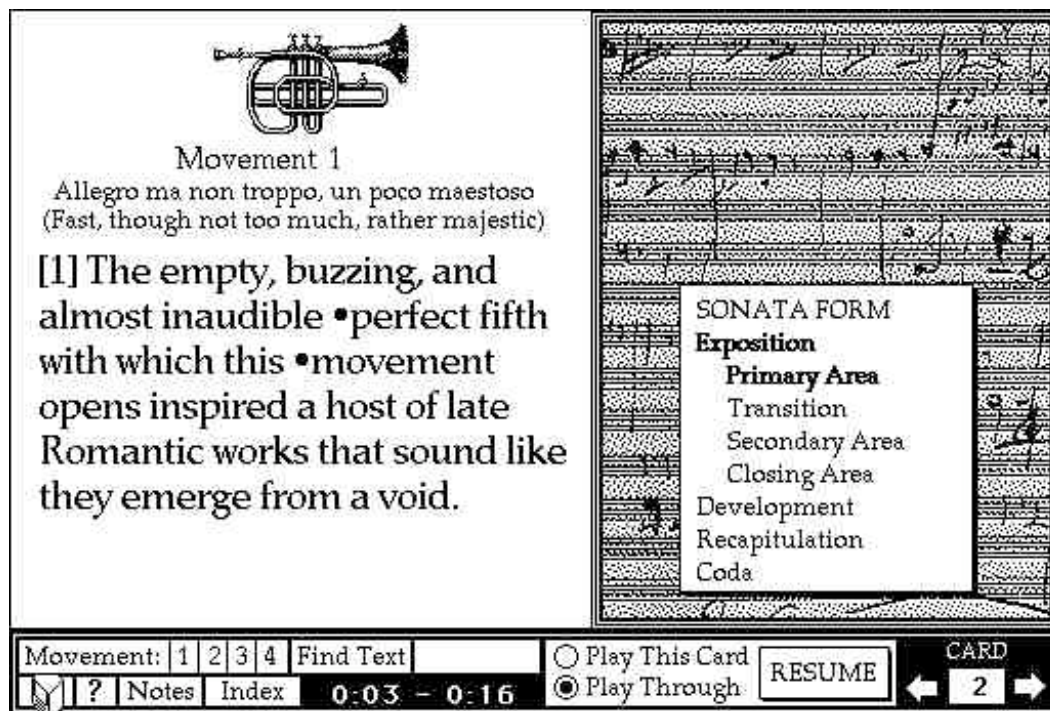 Movement 1
Allegro ma non troppo, un poco maestoso
(Fast, though not too much, rather majestic)
[1] The empty, buzzing, and
almost inaudible •perfect fifth
with which this •movement
opens inspired a host of late
Romantic works that sound like
they emerge from a void.
SONATA FORM
Exposition
Primary Area
Transition
Secondary Area
Closing Area
Development
Recapitulation
Coda
Movement: 1 2 3 4 Find Text
? Notes Index 0:03 – 0:16
Play This Card
Play Through
RESUME
CARD
2